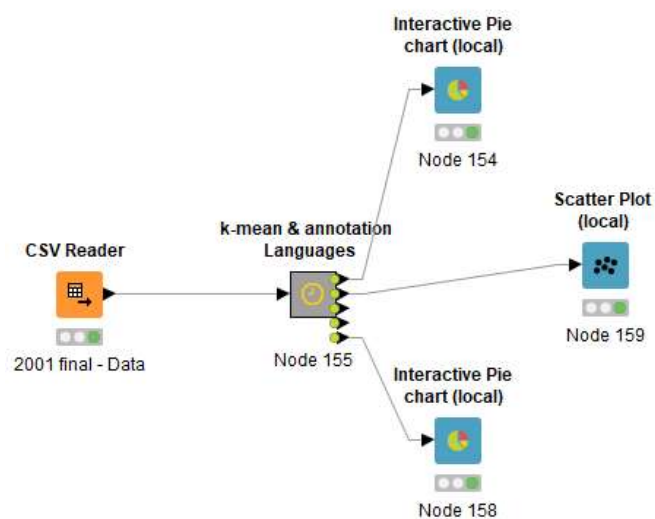 Interactive Pie
chart (local)
Node 154
Scatter Plot
(local)
k-mean & annotation
Languages
CSV Reader
Node 159
2001 final - Data
Node 155
Interactive Pie
chart (local)
Node 158